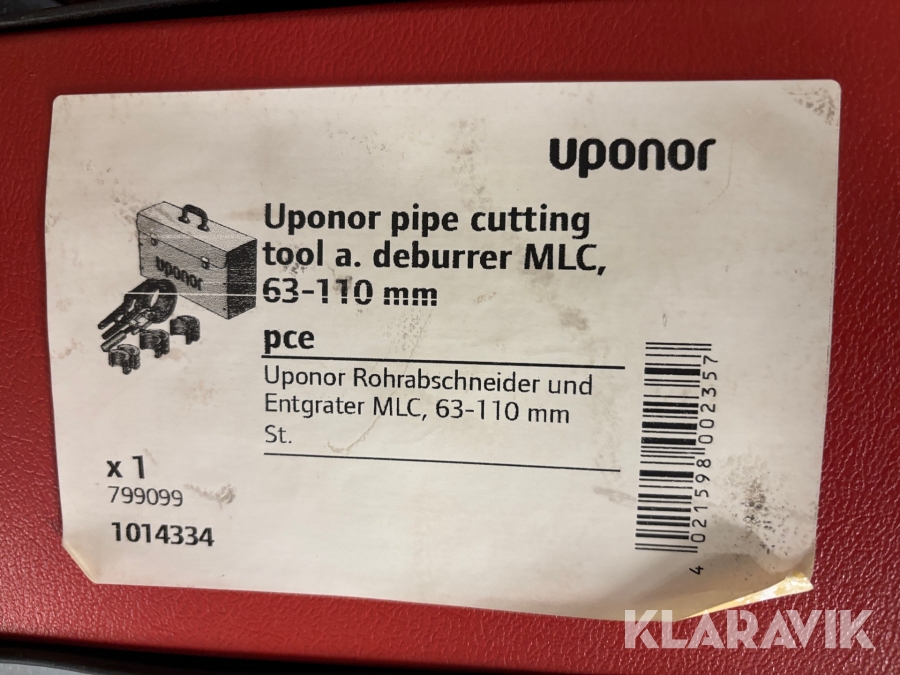 uponor
Uponor pipe cutting
tool a. deburrer MLC,
63-110 mm
uponor
pce
Uponor Rohrabschneider und
Entgrater MLC, 63-110 mm
St.
x 1
799099
1014334
4 021598 002357
KLARAVIK